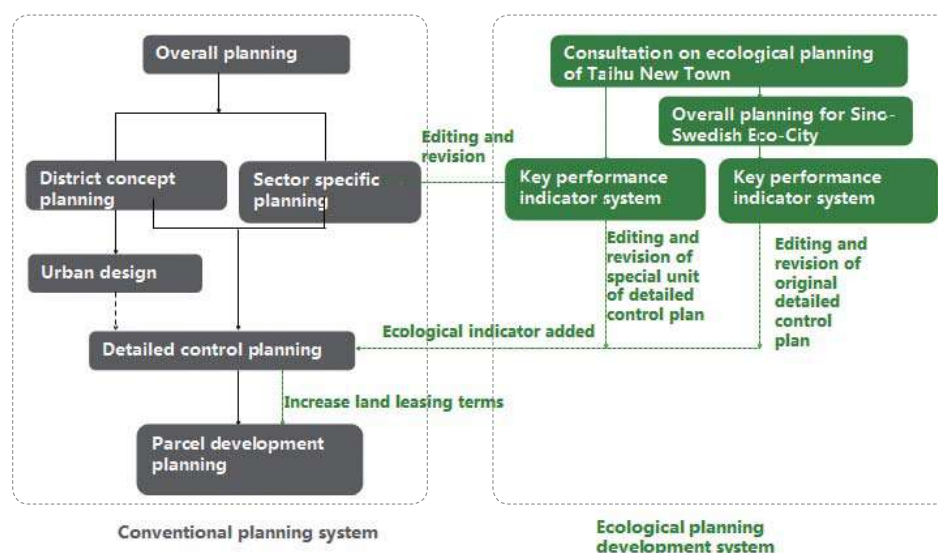 Overall planning
District concept
planning
Sector specific
planning
Urban design
Detailed control planning
Increase land leasing terms
Parcel development
planning
Conventional planning system
Editing and
revision
Ecological indicator added
Consultation on ecological planning
of Taihu New Town
Overall planning for Sino-
Swedish Eco-City
Key performance
indicator system
Key performance
indicator system
Editing and
revision of
special unit
of detailed
control plan
Editing and
revision of
original
detailed
control
plan
Ecological planning
development system